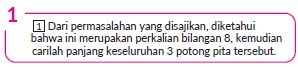 1
1 Dari permasalahan yang disajikan, diketahui
bahwa ini merupakan perkalian bilangan 8, kemudian
carilah panjang keseluruhan 3 potong pita tersebut.